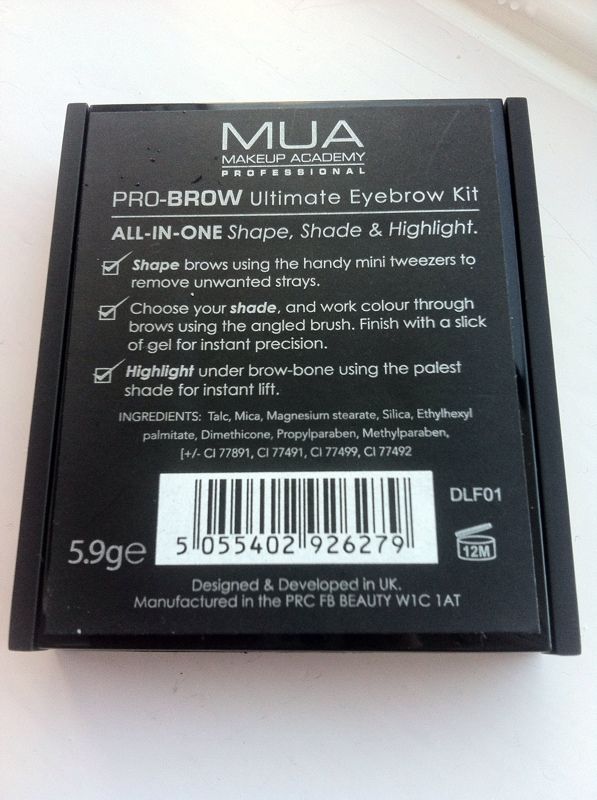 MUA
MAKEUP ACADEMY
PROFESSIONAL
PRO-BROW Ultimate Eyebrow Kit
ALL-IN-ONE Shape, Shade & Highlight.
Shape brows using the handy mini tweezers to
remove unwanted strays.
Choose your shade, and work colour through
brows using the angled brush. Finish with a slick
of gel for instant precision.
Highlight under brow-bone using the palest
shade for instant lift.
INGREDIENTS: Talc, Mica, Magnesium stearate, Silica, Ethylhexyl
palmitate, Dimethicone, Propylparaben, Methylparaben,
[+/- CI 77891, CI 77491, CI 77499, CI 77492
DLF01
5.9g℮
5 055402 926279
12M
Designed & Developed in UK.
Manufactured in the PRC FB BEAUTY W1C 1AT